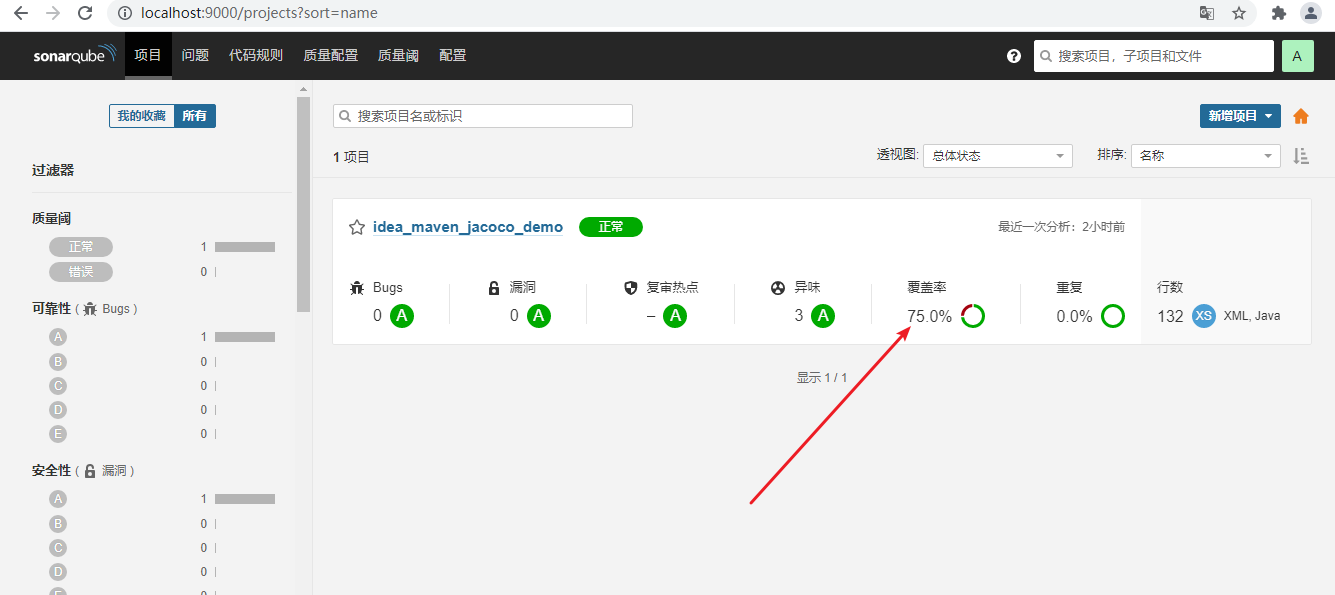 localhost:9000/projects?sort=name
sonarqube 项目 问题 代码规则 质量配置 质量阈 配置 ? 搜索项目，子项目和文件 A
我的收藏 所有
搜索项目名或标识 新增项目
1 项目 透视图: 总体状态 排序: 名称
过滤器
质量阈
正常 1
错误 0
可靠性 ( Bugs )
A 1
B 0
C 0
D 0
E 0
安全性 ( 漏洞 )
A 1
B 0
C 0
D 0
idea_maven_jacoco_demo 正常 最近一次分析：2小时前
Bugs 漏洞 复审热点 异味 覆盖率 重复 行数
0 A 0 A – A 3 A 75.0% 0.0% 132 XS XML, Java
显示 1 / 1